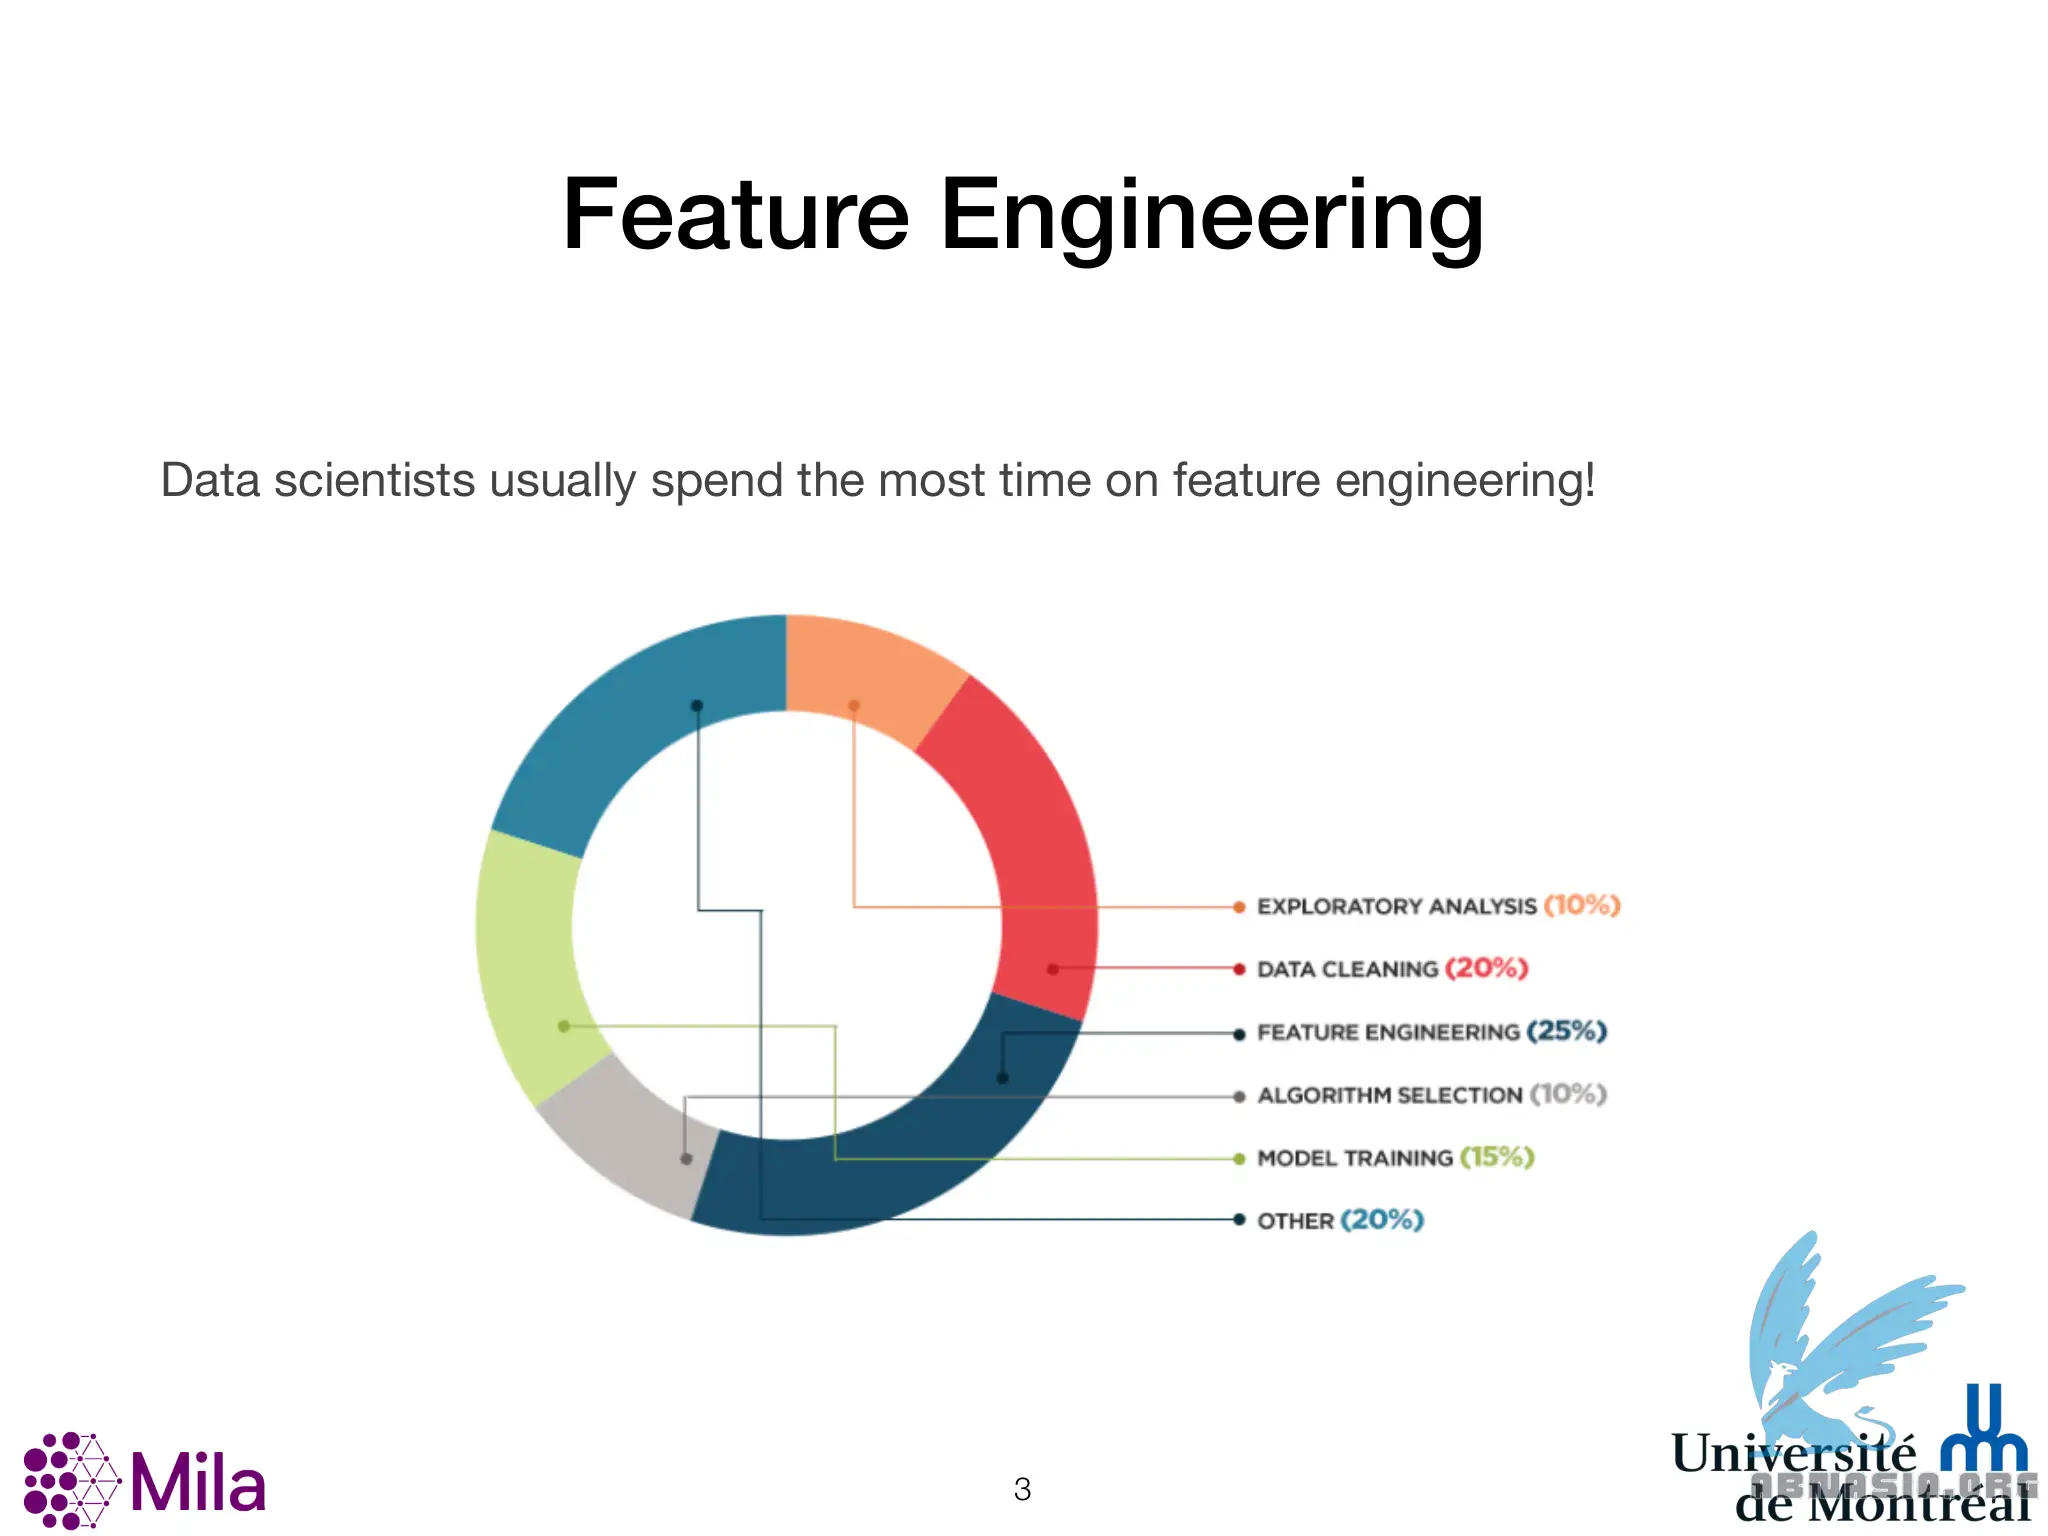 Feature Engineering
Data scientists usually spend the most time on feature engineering!
EXPLORATORY ANALYSIS (10%)
DATA CLEANING (20%)
FEATURE ENGINEERING (25%)
ALGORITHM SELECTION (10%)
MODEL TRAINING (15%)
OTHER (20%)
Mila
3
Université
de Montréal
ABNASIA.ORG